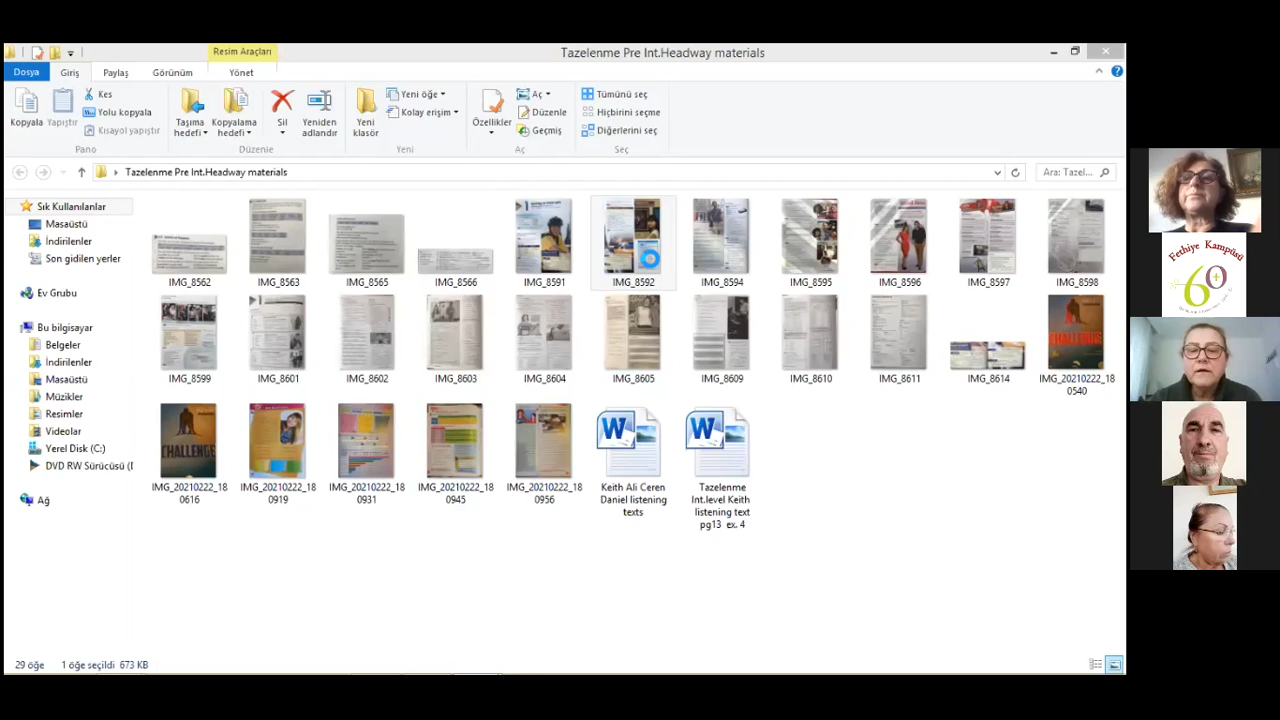 Resim Araçları
Tazelenme Pre Int.Headway materials
Dosya
Giriş
Paylaş
Görünüm
Yönet
Kopyala
Yapıştır
Kes
Yolu kopyala
Kısayol yapıştır
Pano
Taşıma hedefi
Kopyalama hedefi
Sil
Yeniden adlandır
Düzenle
Yeni klasör
Yeni öğe
Kolay erişim
Yeni
Özellikler
Aç
Düzenle
Geçmiş
Aç
Tümünü seç
Hiçbirini seçme
Diğerlerini seç
Seç
Tazelenme Pre Int.Headway materials
Ara: Tazel...
Sık Kullanılanlar
Masaüstü
İndirilenler
Son gidilen yerler
Ev Grubu
Bu bilgisayar
Belgeler
İndirilenler
Masaüstü
Müzikler
Resimler
Videolar
Yerel Disk (C:)
DVD RW Sürücüsü (
Ağ
IMG_8562
IMG_8563
IMG_8565
IMG_8566
IMG_8591
IMG_8592
IMG_8594
IMG_8595
IMG_8596
IMG_8597
IMG_8598
IMG_8599
IMG_8601
IMG_8602
IMG_8603
IMG_8604
IMG_8605
IMG_8609
IMG_8610
IMG_8611
IMG_8614
CHALLENGE
IMG_20210222_18
0540
CHALLENGE
IMG_20210222_18
0616
IMG_20210222_18
0919
IMG_20210222_18
0931
IMG_20210222_18
0945
IMG_20210222_18
0956
Keith Ali Ceren
Daniel listening
texts
Tazelenme
Int.level Keith
listening text
pg13 ex. 4
29 öğe
1 öğe seçildi 673 KB
Fethiye Kampüsü
60+